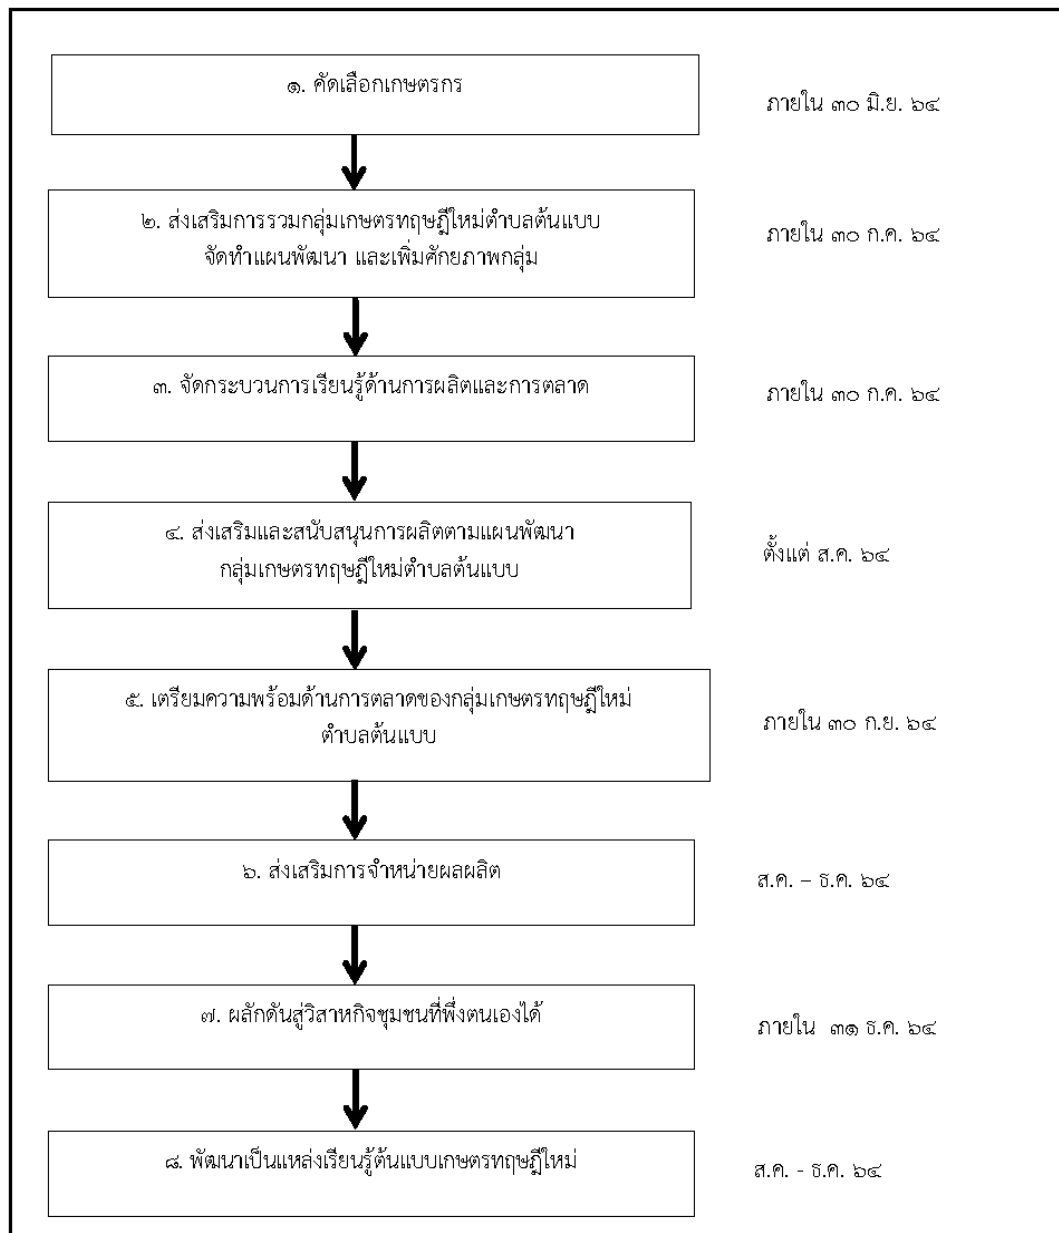 ๑. คัดเลือกเกษตรกร
ภายใน ๓๐ มิ.ย. ๖๔
๒. ส่งเสริมการรวมกลุ่มเกษตรทฤษฎีใหม่ตำบลต้นแบบ
จัดทำแผนพัฒนา และเพิ่มศักยภาพกลุ่ม
ภายใน ๓๐ ก.ค. ๖๔
๓. จัดกระบวนการเรียนรู้ด้านการผลิตและการตลาด
ภายใน ๓๐ ก.ค. ๖๔
๔. ส่งเสริมและสนับสนุนการผลิตตามแผนพัฒนา
กลุ่มเกษตรทฤษฎีใหม่ตำบลต้นแบบ
ตั้งแต่ ส.ค. ๖๔
๕. เตรียมความพร้อมด้านการตลาดของกลุ่มเกษตรทฤษฎีใหม่
ตำบลต้นแบบ
ภายใน ๓๐ ก.ย. ๖๔
๖. ส่งเสริมการจำหน่ายผลผลิต
ส.ค. – ธ.ค. ๖๔
๗. ผลักดันสู่วิสาหกิจชุมชนที่พึ่งตนเองได้
ภายใน ๓๑ ธ.ค. ๖๔
๘. พัฒนาเป็นแหล่งเรียนรู้ต้นแบบเกษตรทฤษฎีใหม่
ส.ค. - ธ.ค. ๖๔